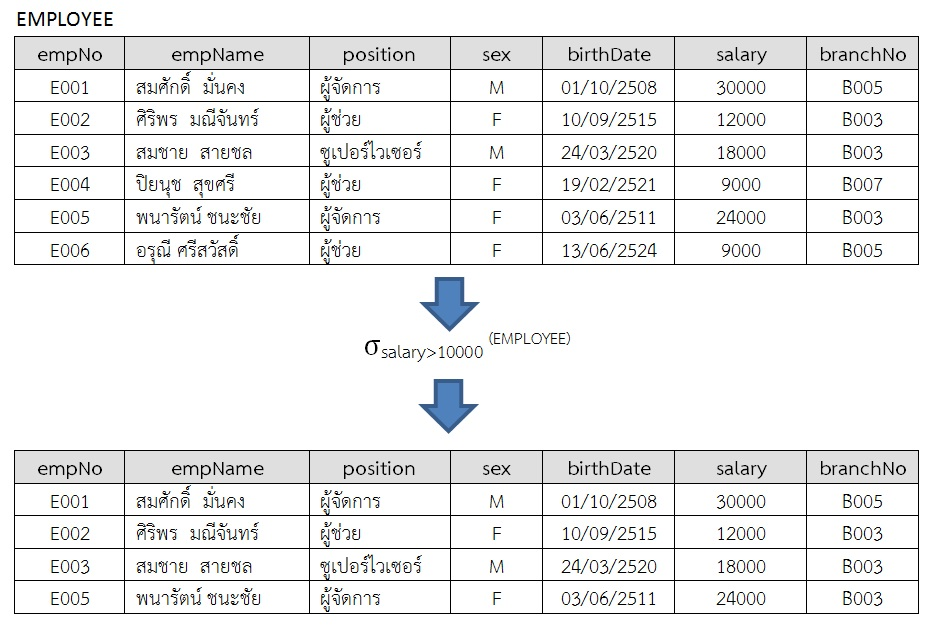 EMPLOYEE
empNo empName position sex birthDate salary branchNo
E001 สมศักดิ์ มั่นคง ผู้จัดการ M 01/10/2508 30000 B005
E002 ศิริพร มณีจันทร์ ผู้ช่วย F 10/09/2515 12000 B003
E003 สมชาย สายชล ซูเปอร์ไวเซอร์ M 24/03/2520 18000 B003
E004 ปิยนุช สุขศรี ผู้ช่วย F 19/02/2521 9000 B007
E005 พนารัตน์ ชนะชัย ผู้จัดการ F 03/06/2511 24000 B003
E006 อรุณี ศรีสวัสดิ์ ผู้ช่วย F 13/06/2524 9000 B005
σsalary>10000 (EMPLOYEE)
empNo empName position sex birthDate salary branchNo
E001 สมศักดิ์ มั่นคง ผู้จัดการ M 01/10/2508 30000 B005
E002 ศิริพร มณีจันทร์ ผู้ช่วย F 10/09/2515 12000 B003
E003 สมชาย สายชล ซูเปอร์ไวเซอร์ M 24/03/2520 18000 B003
E005 พนารัตน์ ชนะชัย ผู้จัดการ F 03/06/2511 24000 B003